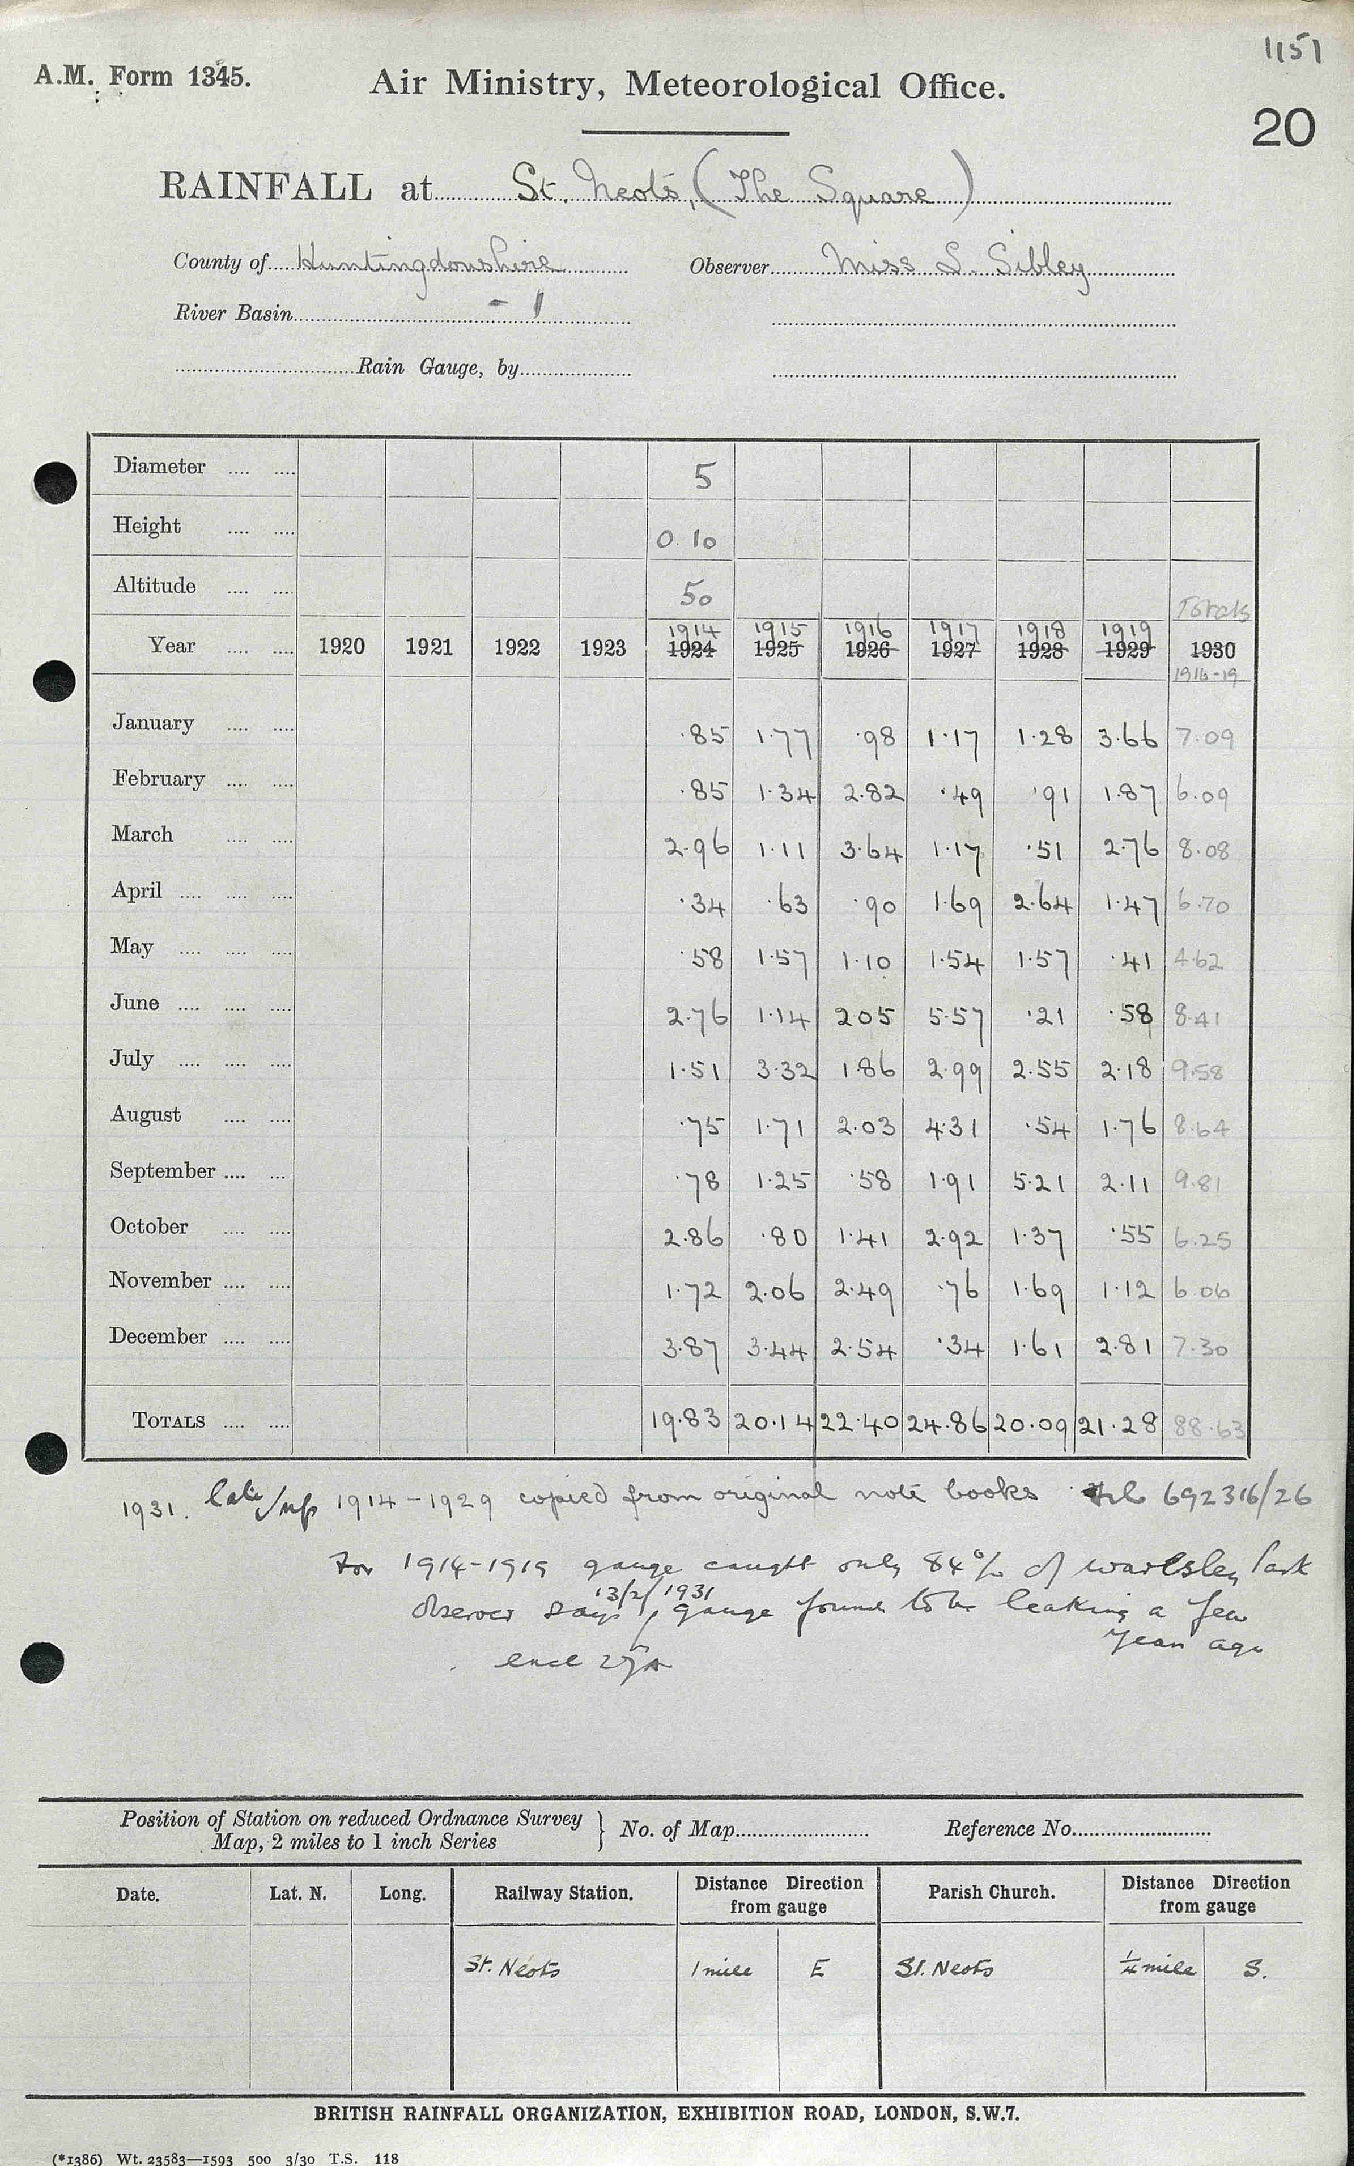 1151
A.M. Form 1345. Air Ministry, Meteorological Office.
20
RAINFALL at St. Neots, (The Square)
County of Huntingdonshire Observer Miss S. Sibley
River Basin
Rain Gauge, by
Diameter 5
Height 0 10
Altitude 50
Totals
1914 1915 1916 1917 1918 1919
Year 1920 1921 1922 1923 1924 1925 1926 1927 1928 1929 1930
1916-19
January .85 1.77 .98 1.17 1.28 3.66 7.09
February .85 1.34 2.82 .49 .91 1.87 6.09
March 2.96 1.11 3.64 1.17 .51 2.76 8.08
April .34 .63 .90 1.69 2.64 1.47 6.70
May .58 1.57 1.10 1.54 1.57 .41 4.62
June 2.76 1.14 2.05 5.57 .21 .58 8.41
July 1.51 3.32 1.86 2.99 2.55 2.18 9.58
August .75 1.71 2.03 4.31 .54 1.76 8.64
September .78 1.25 .58 1.91 5.21 2.11 9.81
October 2.86 .80 1.41 2.92 1.37 .55 6.25
November 1.72 2.06 2.49 .76 1.69 1.12 6.06
December 3.87 3.44 2.54 .34 1.61 2.81 7.30
TOTALS 19.83 20.14 22.40 24.86 20.09 21.28 88.63
1931. 1914-1929 copied from original note books 692316/26
For 1914-1919 gauge caught only 84% of Park
observer says 13/2/1931 gauge found to be leaking a few
years ago
Position of Station on reduced Ordnance Survey
Map, 2 miles to 1 inch Series } No. of Map Reference No.
Date. Lat. N. Long. Railway Station. Distance Direction from gauge Parish Church. Distance Direction from gauge
St. Neots 1 mile E St. Neots ¼ mile S.
BRITISH RAINFALL ORGANIZATION, EXHIBITION ROAD, LONDON, S.W.7.
(*1386) Wt. 23583—1593 500 3/30 T.S. 118